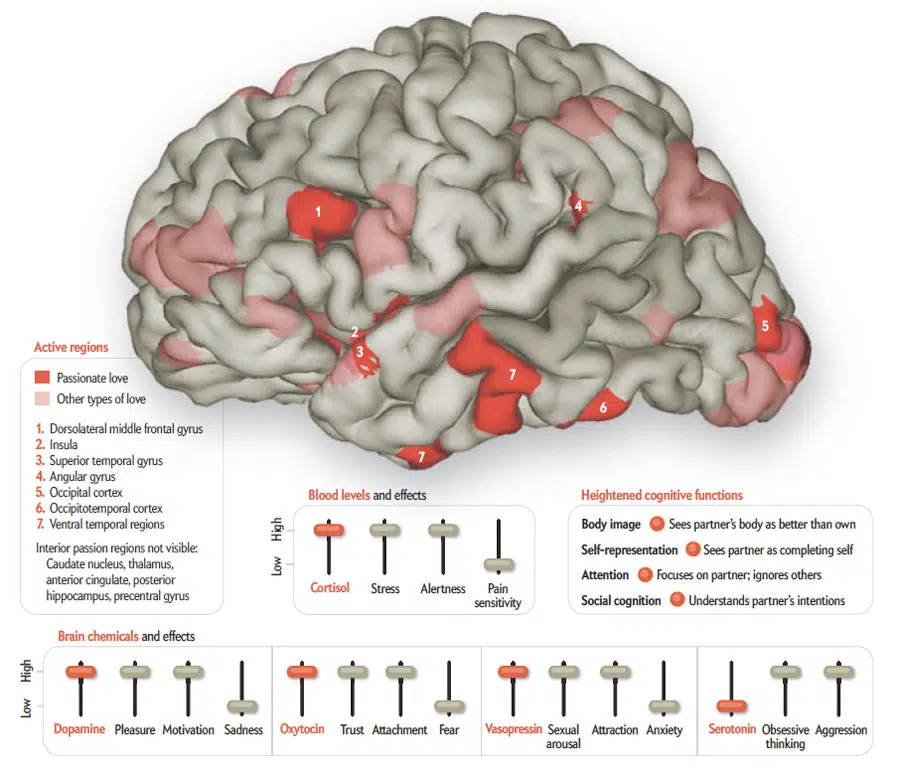 1
4
2
3
5
7
6
7
Active regions
Passionate love
Other types of love
1. Dorsolateral middle frontal gyrus
2. Insula
3. Superior temporal gyrus
4. Angular gyrus
5. Occipital cortex
6. Occipitotemporal cortex
7. Ventral temporal regions
Interior passion regions not visible:
Caudate nucleus, thalamus,
anterior cingulate, posterior
hippocampus, precentral gyrus
Blood levels and effects
High
Low
Cortisol Stress Alertness Pain
sensitivity
Heightened cognitive functions
Body image Sees partner's body as better than own
Self-representation Sees partner as completing self
Attention Focuses on partner; ignores others
Social cognition Understands partner's intentions
Brain chemicals and effects
High
Low
Dopamine Pleasure Motivation Sadness
Oxytocin Trust Attachment Fear
Vasopressin Sexual
arousal
Attraction Anxiety
Serotonin Obsessive
thinking
Aggression